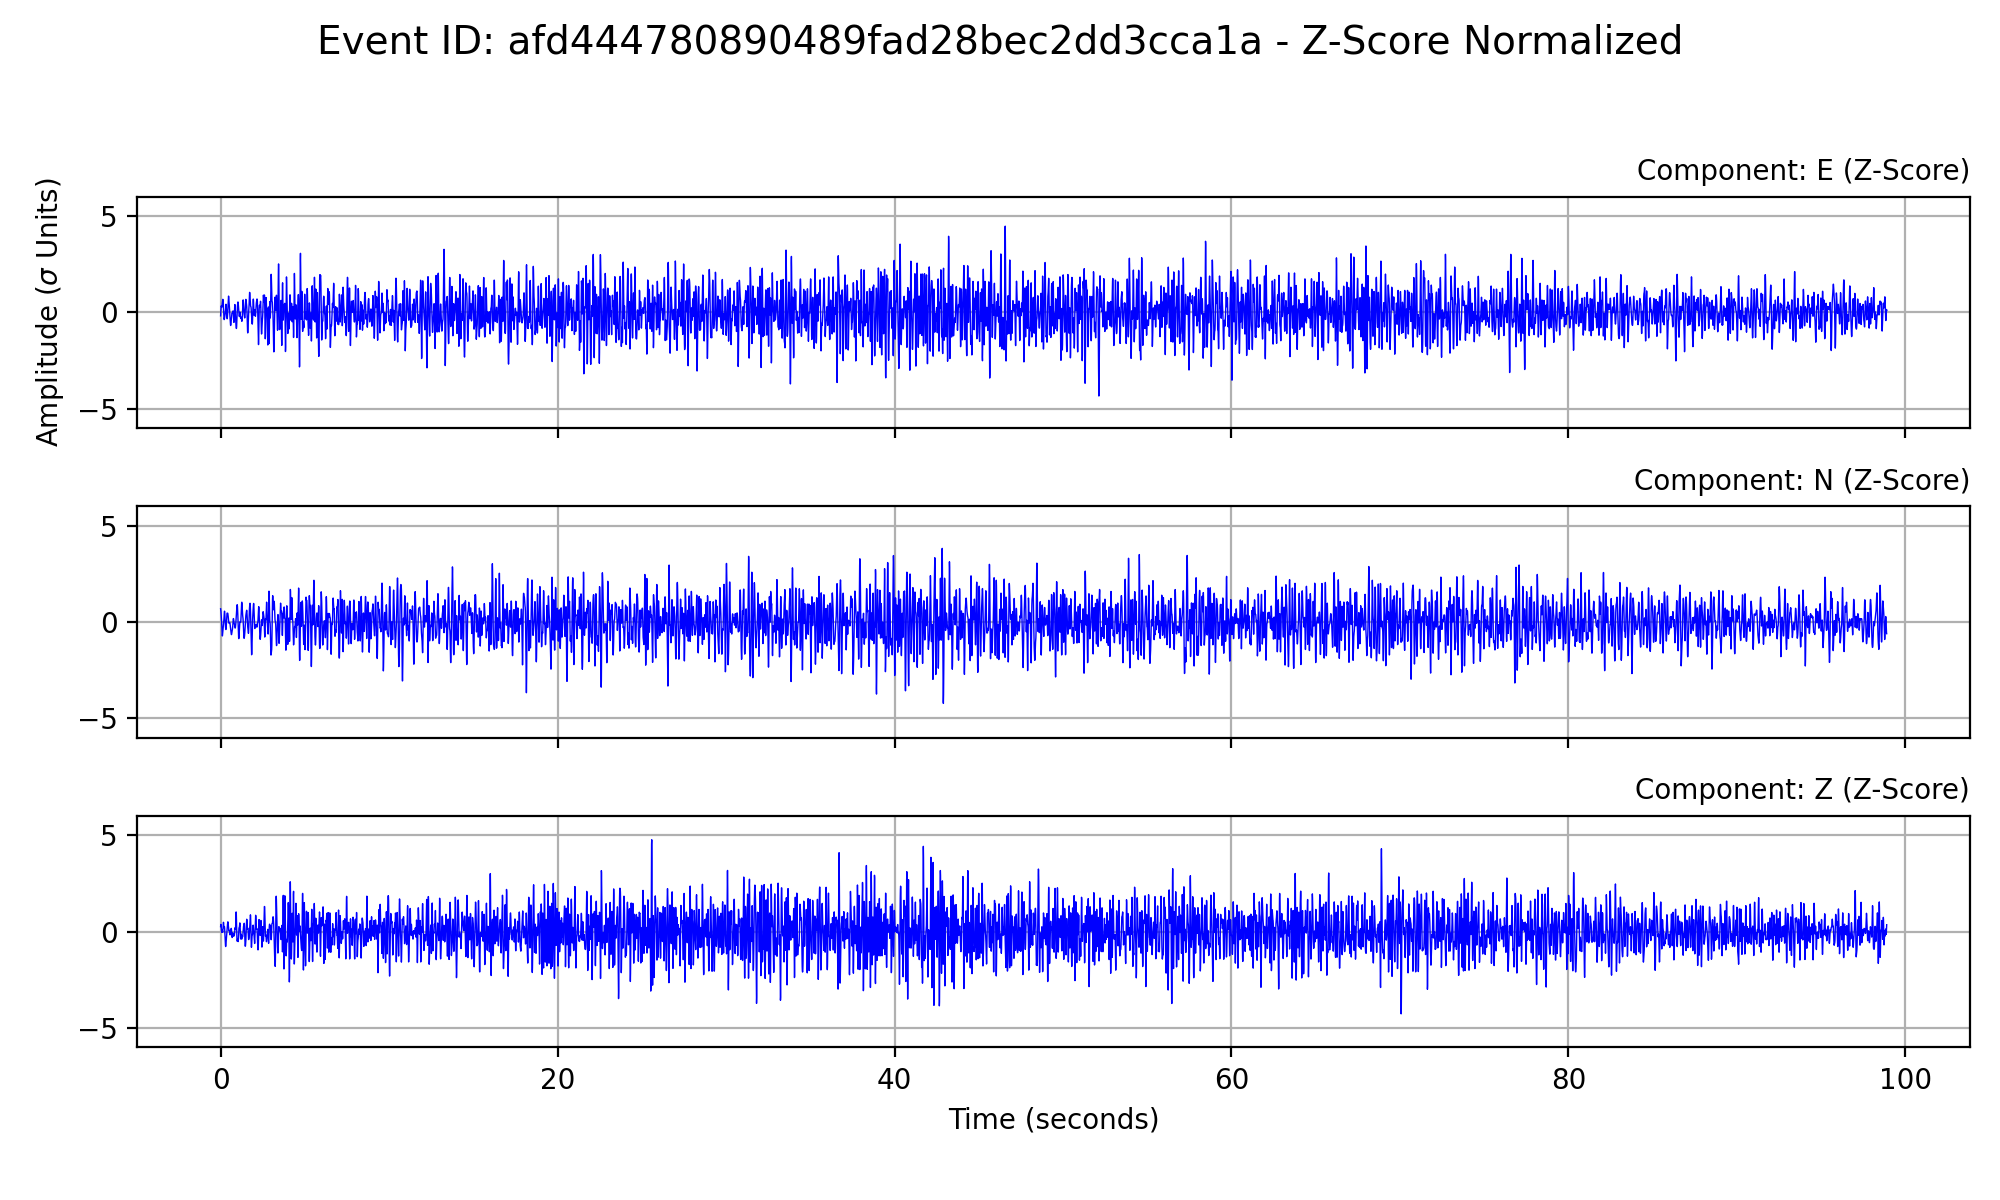 Event ID: afd444780890489fad28bec2dd3cca1a - Z-Score Normalized
Component: E (Z-Score)
Amplitude (σ Units)
5
0
−5
Component: N (Z-Score)
5
0
−5
Component: Z (Z-Score)
5
0
−5
0 20 40 60 80 100
Time (seconds)